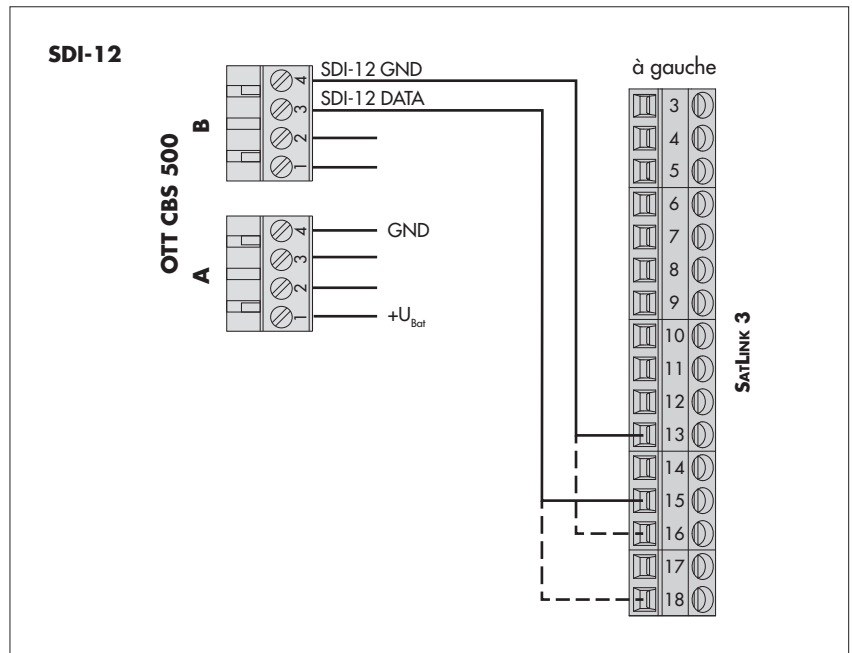 SDI-12
OTT CBS 500
B
4 SDI-12 GND
3 SDI-12 DATA
2
1
A
4 GND
3
2
1 +U_Bat
à gauche
3
4
5
6
7
8
9
10
11
12
13
14
15
16
17
18
SATLINK 3